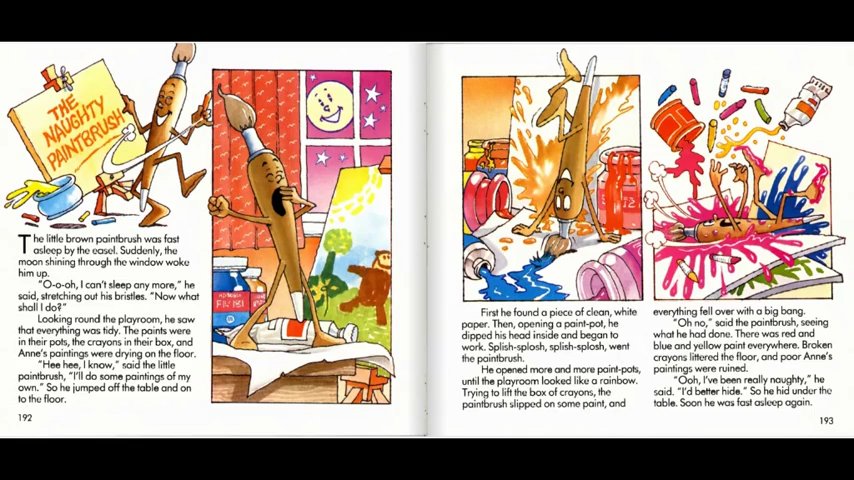 THE
NAUGHTY
PAINTBRUSH
The little brown paintbrush was fast
asleep by the easel. Suddenly, the
moon shining through the window woke
him up.
"O-o-oh, I can't sleep any more," he
said, stretching out his bristles. "Now what
shall I do?"
Looking round the playroom, he saw
that everything was tidy. The paints were
in their pots, the crayons in their box, and
Anne's paintings were drying on the floor.
"Hee hee, I know," said the little
paintbrush, "I'll do some paintings of my
own." So he jumped off the table and on
to the floor.
192
First he found a piece of clean, white
paper. Then, opening a paint-pot, he
dipped his head inside and began to
work. Splish-splosh, splish-splosh, went
the paintbrush.
He opened more and more paint-pots,
until the playroom looked like a rainbow.
Trying to lift the box of crayons, the
paintbrush slipped on some paint, and
everything fell over with a big bang.
"Oh no," said the paintbrush, seeing
what he had done. There was red and
blue and yellow paint everywhere. Broken
crayons littered the floor, and poor Anne's
paintings were ruined.
"Ooh, I've been really naughty," he
said. "I'd better hide." So he hid under the
table. Soon he was fast asleep again.
193